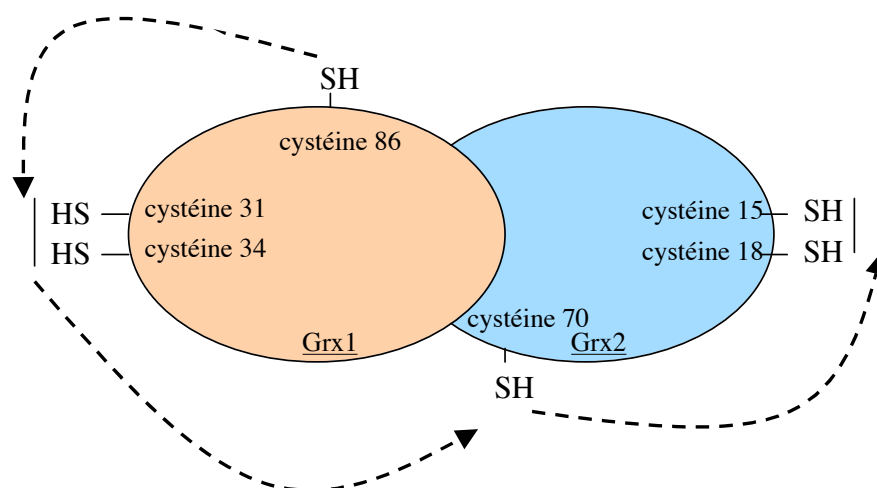 SH
cystéine 86
HS cystéine 31
HS cystéine 34
cystéine 15 SH
cystéine 18 SH
cystéine 70
Grx1
Grx2
SH